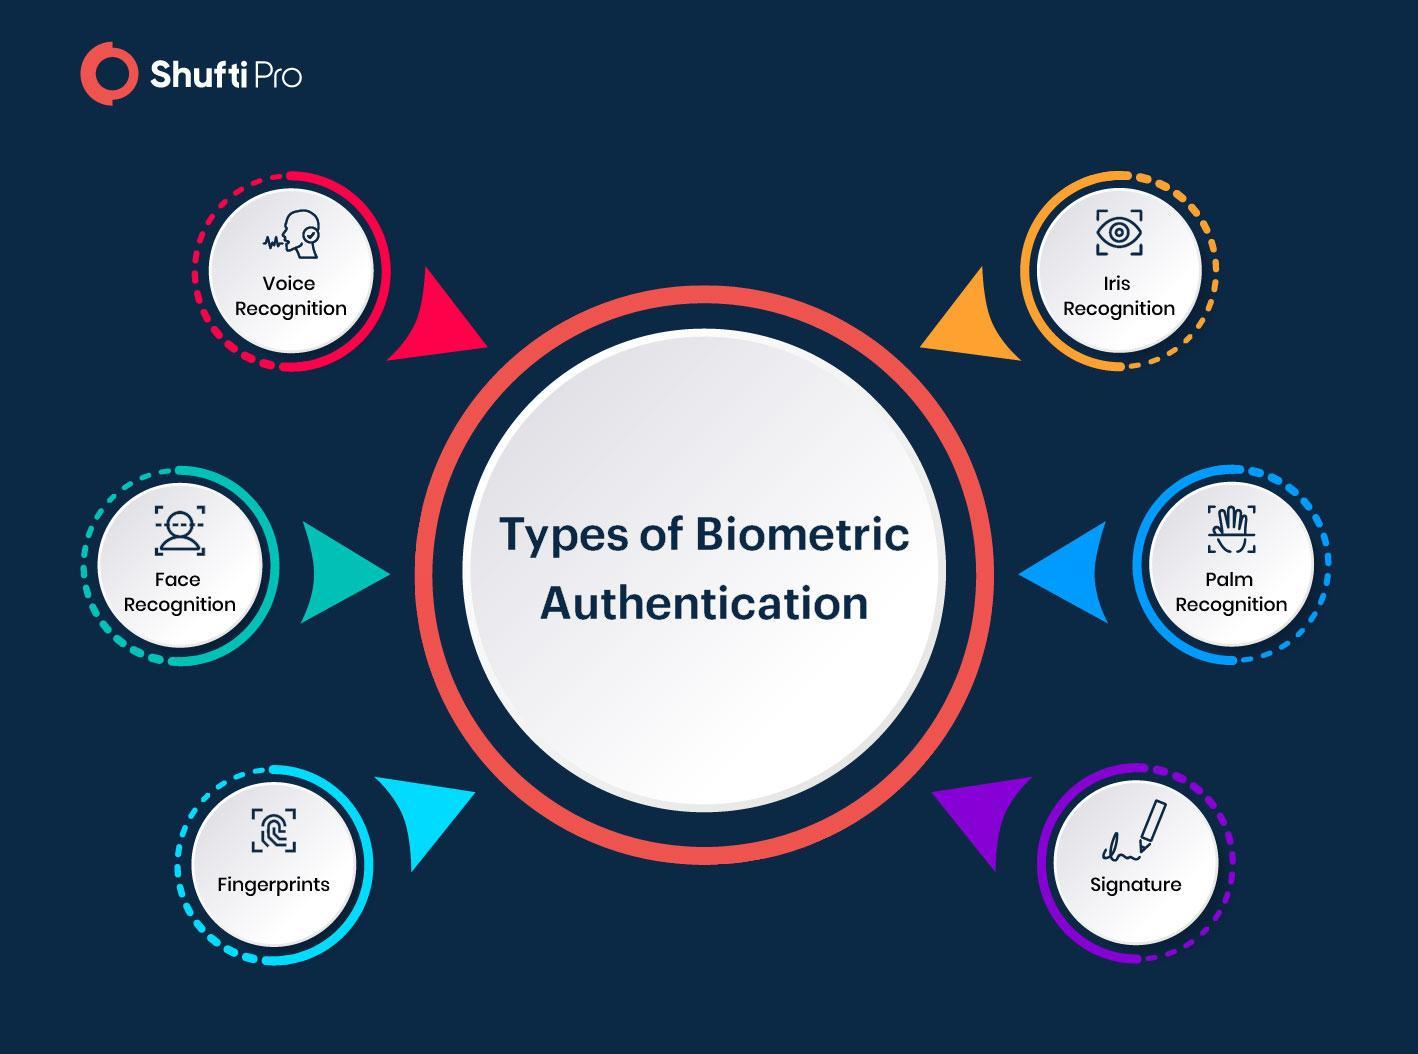 Shufti Pro
Voice
Recognition
Iris
Recognition
Types of Biometric
Authentication
Face
Recognition
Palm
Recognition
Fingerprints
Signature